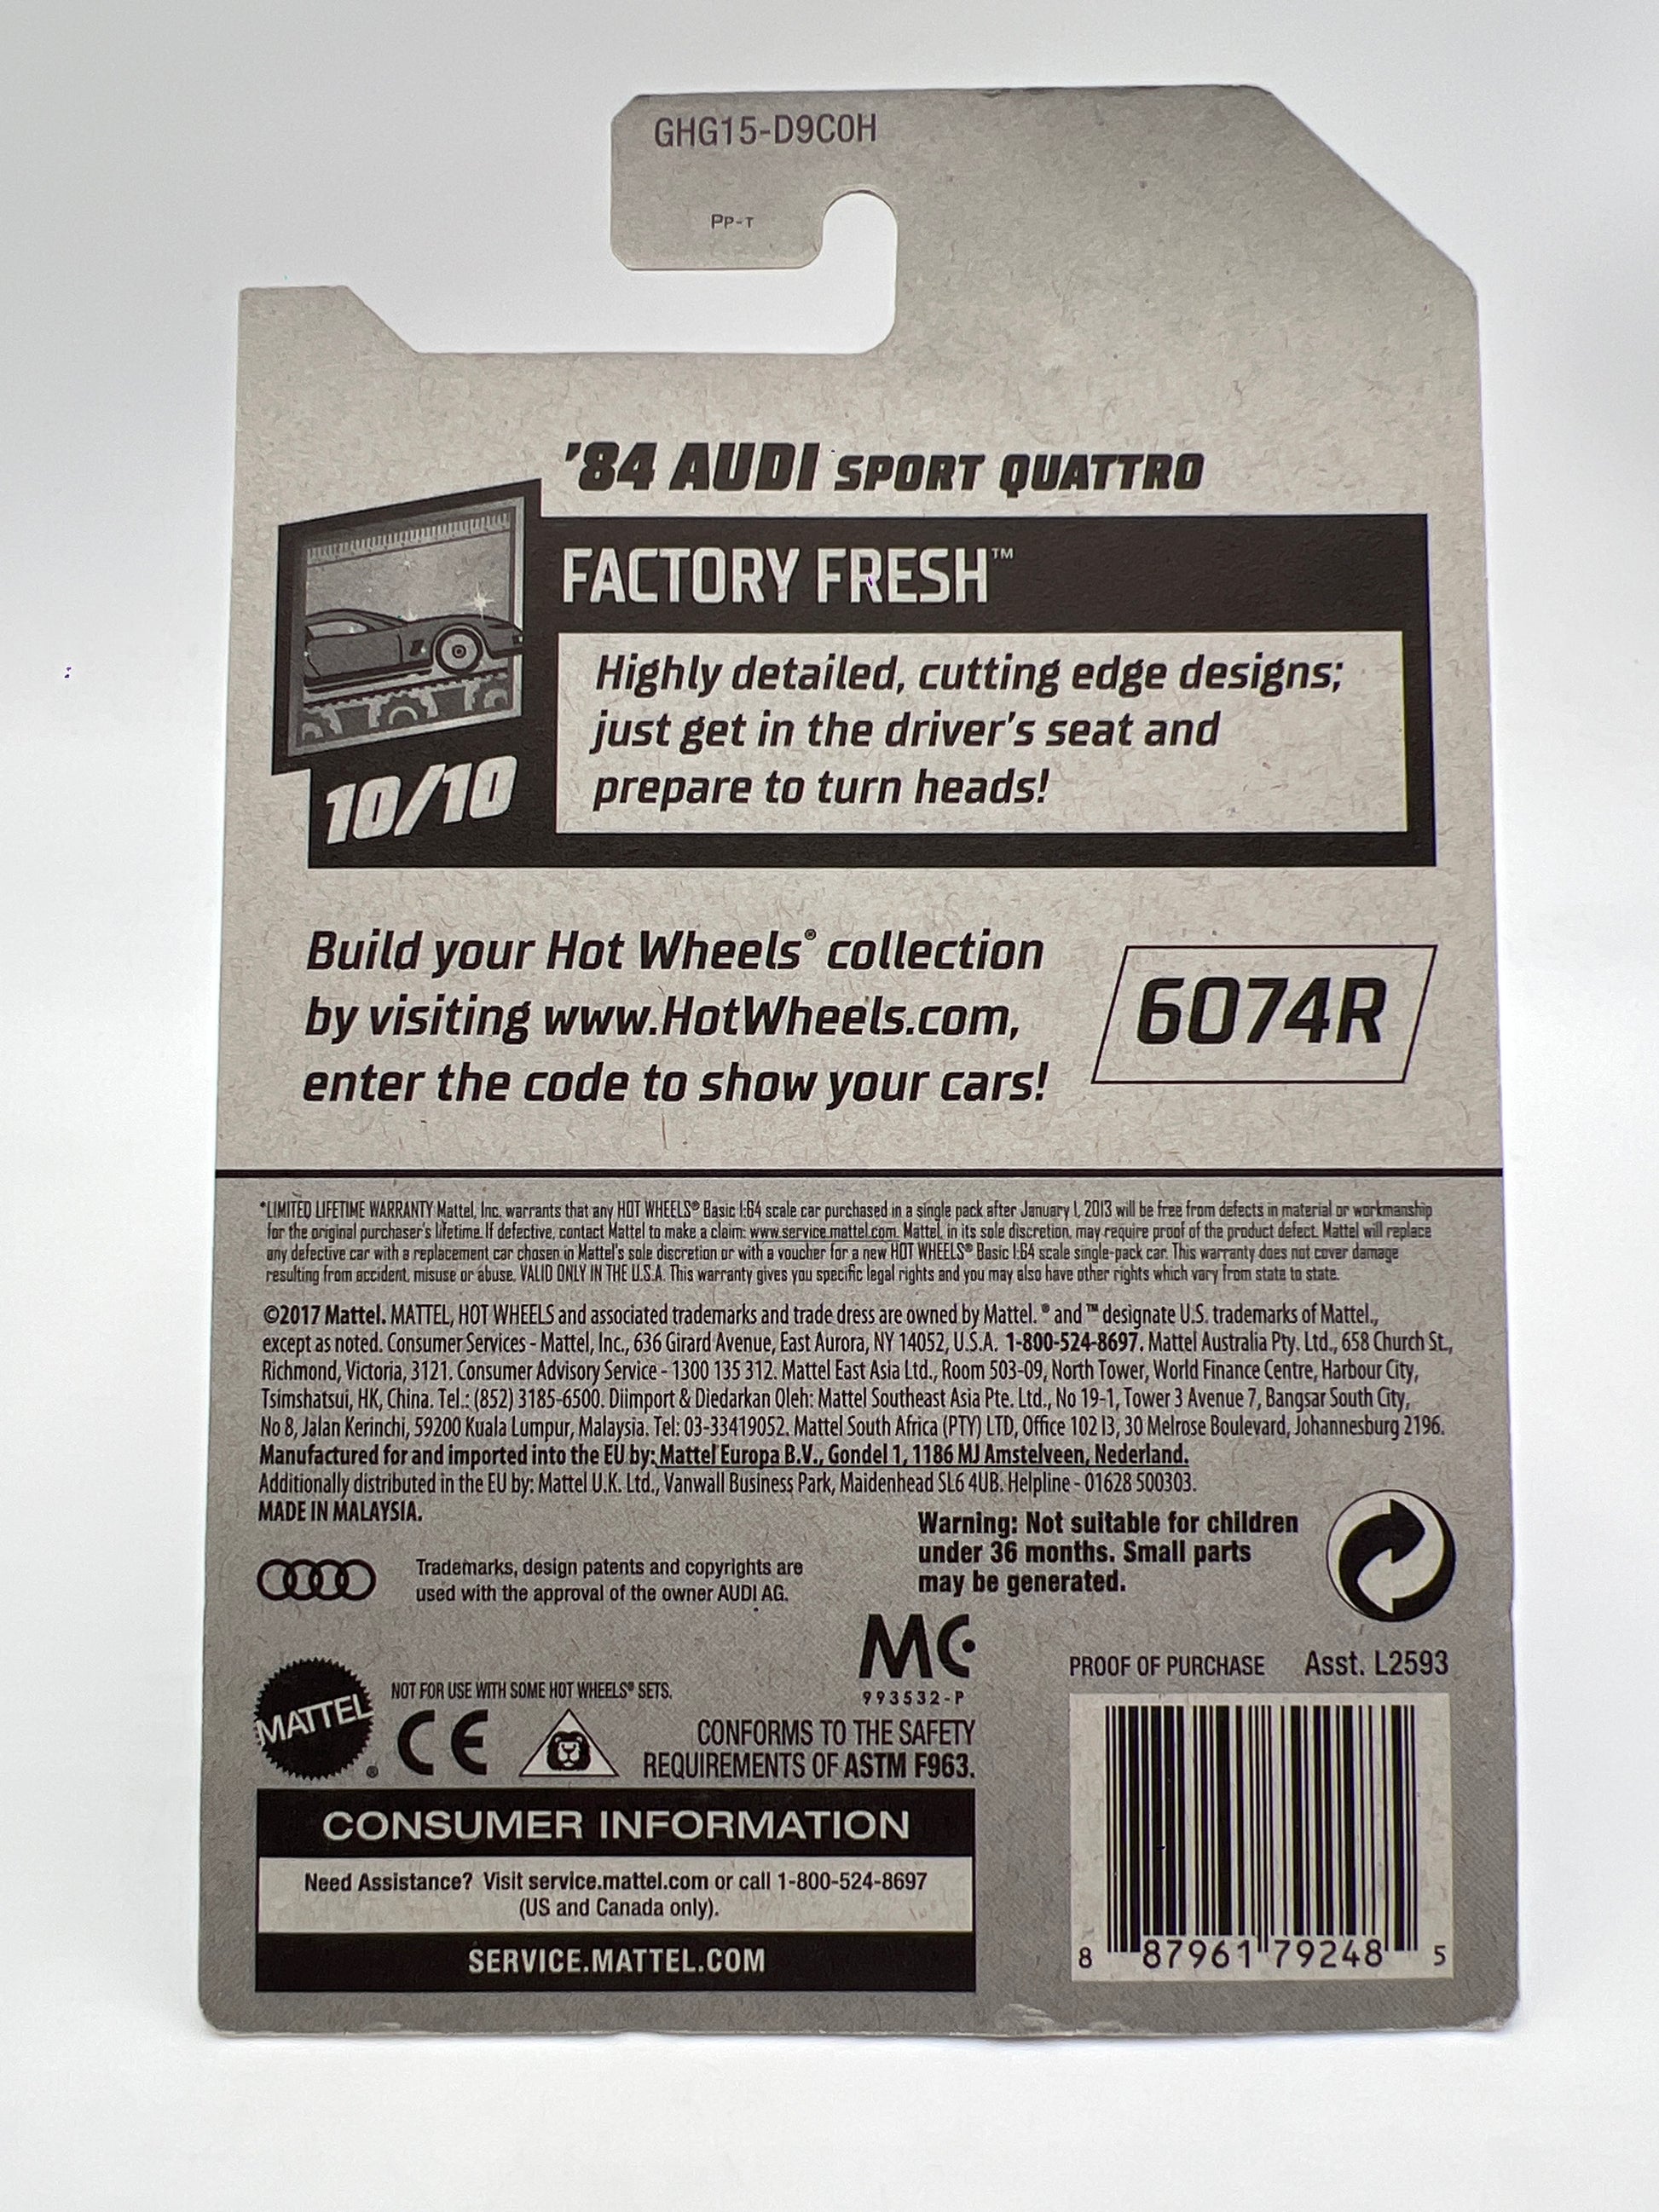 GHG15-D9C0H
PP-T
'84 AUDI SPORT QUATTRO
FACTORY FRESH™
Highly detailed, cutting edge designs;
just get in the driver's seat and
prepare to turn heads!
10/10
Build your Hot Wheels® collection
by visiting www.HotWheels.com,
enter the code to show your cars!
6074R
*LIMITED LIFETIME WARRANTY Mattel, Inc. warrants that any HOT WHEELS® Basic 1:64 scale car purchased in a single pack after January 1, 2013 will be free from defects in material or workmanship
for the original purchaser's lifetime. If defective, contact Mattel to make a claim: www.service.mattel.com. Mattel, in its sole discretion, may require proof of the product defect. Mattel will replace
any defective car with a replacement car chosen in Mattel's sole discretion or with a voucher for a new HOT WHEELS® Basic 1:64 scale single-pack car. This warranty does not cover damage
resulting from accident, misuse or abuse. VALID ONLY IN THE U.S.A. This warranty gives you specific legal rights and you may also have other rights which vary from state to state.
©2017 Mattel. MATTEL, HOT WHEELS and associated trademarks and trade dress are owned by Mattel. ® and ™ designate U.S. trademarks of Mattel.,
except as noted. Consumer Services - Mattel, Inc., 636 Girard Avenue, East Aurora, NY 14052, U.S.A. 1-800-524-8697. Mattel Australia Pty. Ltd., 658 Church St.,
Richmond, Victoria, 3121. Consumer Advisory Service - 1300 135 312. Mattel East Asia Ltd., Room 503-09, North Tower, World Finance Centre, Harbour City,
Tsimshatsui, HK, China. Tel.: (852) 3185-6500. Diimport & Diedarkan Oleh: Mattel Southeast Asia Pte. Ltd., No 19-1, Tower 3 Avenue 7, Bangsar South City,
No 8, Jalan Kerinchi, 59200 Kuala Lumpur, Malaysia. Tel: 03-33419052. Mattel South Africa (PTY) LTD, Office 102 I3, 30 Melrose Boulevard, Johannesburg 2196.
Manufactured for and imported into the EU by: Mattel Europa B.V., Gondel 1, 1186 MJ Amstelveen, Nederland.
Additionally distributed in the EU by: Mattel U.K. Ltd., Vanwall Business Park, Maidenhead SL6 4UB. Helpline - 01628 500303.
MADE IN MALAYSIA.
Warning: Not suitable for children
under 36 months. Small parts
may be generated.
Trademarks, design patents and copyrights are
used with the approval of the owner AUDI AG.
MC
993532-P
PROOF OF PURCHASE Asst. L2593
MATTEL®
NOT FOR USE WITH SOME HOT WHEELS® SETS.
CE
CONFORMS TO THE SAFETY
REQUIREMENTS OF ASTM F963.
CONSUMER INFORMATION
Need Assistance? Visit service.mattel.com or call 1-800-524-8697
(US and Canada only).
SERVICE.MATTEL.COM
8 87961 79248 5